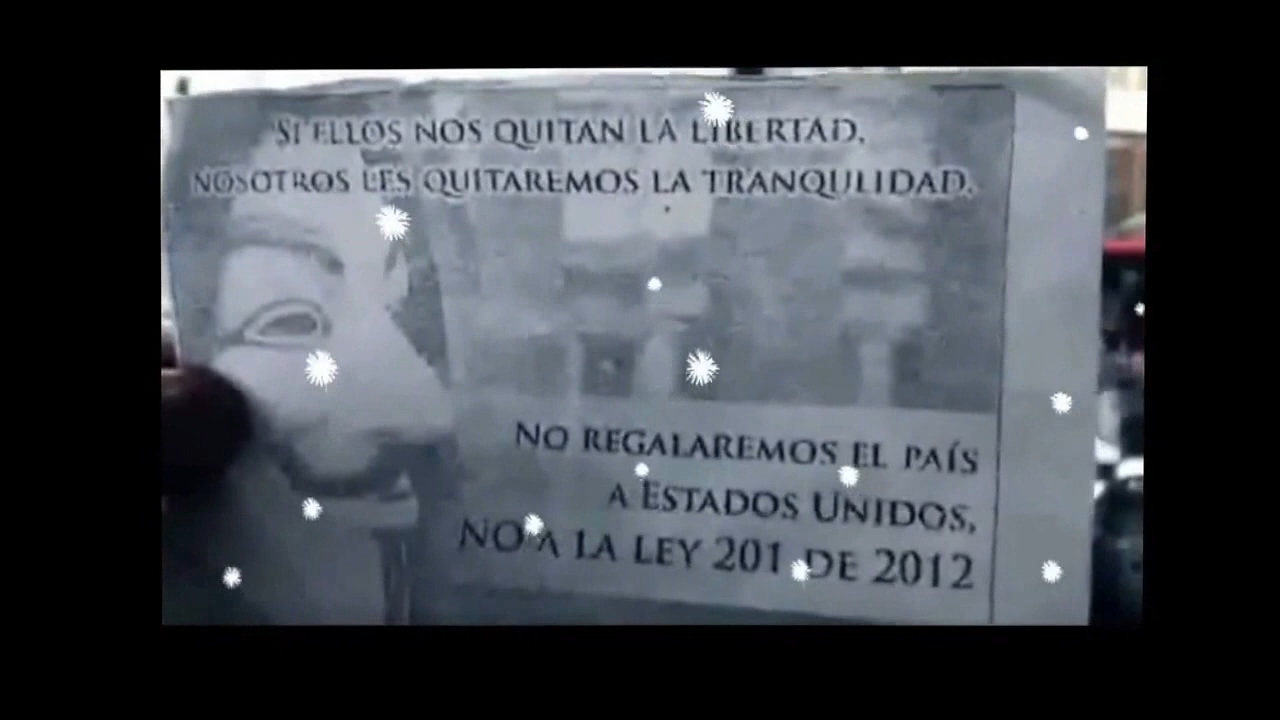 SI ELLOS NOS QUITAN LA LIBERTAD,
NOSOTROS LES QUITAREMOS LA TRANQULIDAD.
NO REGALAREMOS EL PAÍS
A ESTADOS UNIDOS,
NO A LA LEY 201 DE 2012